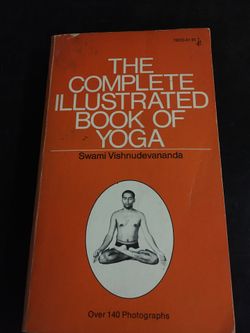 THE
COMPLETE
ILLUSTRATED
BOOK OF
YOGA
Swami Vishnudevananda
Over 140 Photographs